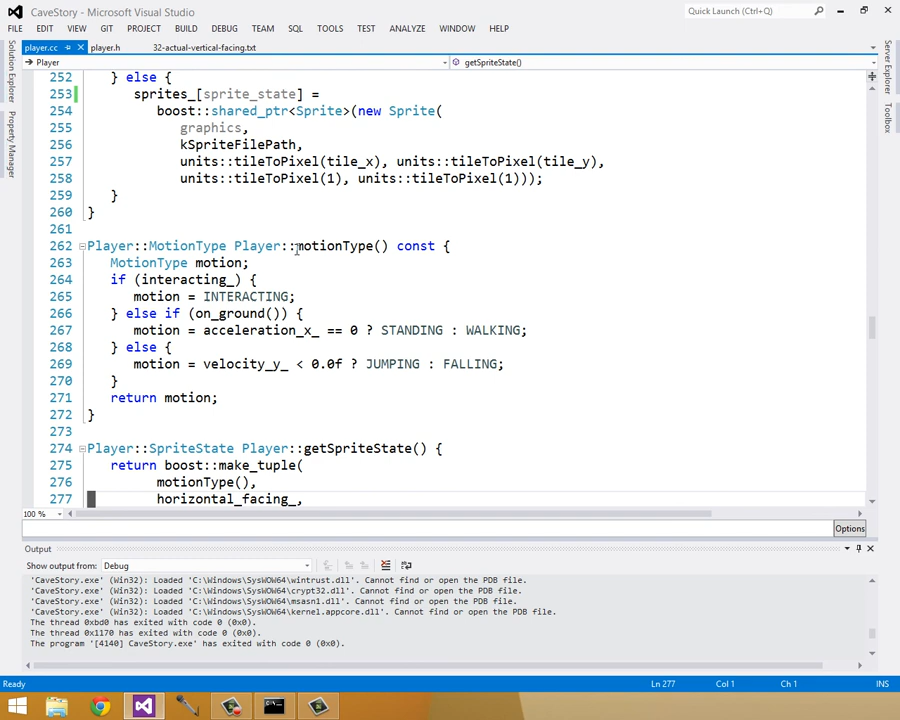 CaveStory - Microsoft Visual Studio
Quick Launch (Ctrl+Q)
FILE EDIT VIEW GIT PROJECT BUILD DEBUG TEAM SQL TOOLS TEST ANALYZE WINDOW HELP
player.cc player.h 32-actual-vertical-facing.txt
Player getSpriteState()
252 } else {
253 sprites_[sprite_state] =
254 boost::shared_ptr<Sprite>(new Sprite(
255 graphics,
256 kSpriteFilePath,
257 units::tileToPixel(tile_x), units::tileToPixel(tile_y),
258 units::tileToPixel(1), units::tileToPixel(1)));
259 }
260 }
261
262 Player::MotionType Player::motionType() const {
263 MotionType motion;
264 if (interacting_) {
265 motion = INTERACTING;
266 } else if (on_ground()) {
267 motion = acceleration_x_ == 0 ? STANDING : WALKING;
268 } else {
269 motion = velocity_y_ < 0.0f ? JUMPING : FALLING;
270 }
271 return motion;
272 }
273
274 Player::SpriteState Player::getSpriteState() {
275 return boost::make_tuple(
276 motionType(),
277 horizontal_facing_,
100 %
Options
Output
Show output from: Debug
'CaveStory.exe' (Win32): Loaded 'C:\Windows\SysWOW64\wintrust.dll'. Cannot find or open the PDB file.
'CaveStory.exe' (Win32): Loaded 'C:\Windows\SysWOW64\crypt32.dll'. Cannot find or open the PDB file.
'CaveStory.exe' (Win32): Loaded 'C:\Windows\SysWOW64\msasn1.dll'. Cannot find or open the PDB file.
'CaveStory.exe' (Win32): Loaded 'C:\Windows\SysWOW64\kernel.appcore.dll'. Cannot find or open the PDB file.
The thread 0xbd0 has exited with code 0 (0x0).
The thread 0x1170 has exited with code 0 (0x0).
The program '[4140] CaveStory.exe' has exited with code 0 (0x0).
Ready Ln 277 Col 1 Ch 1 INS
Solution Explorer
Property Manager
Server Explorer
Toolbox